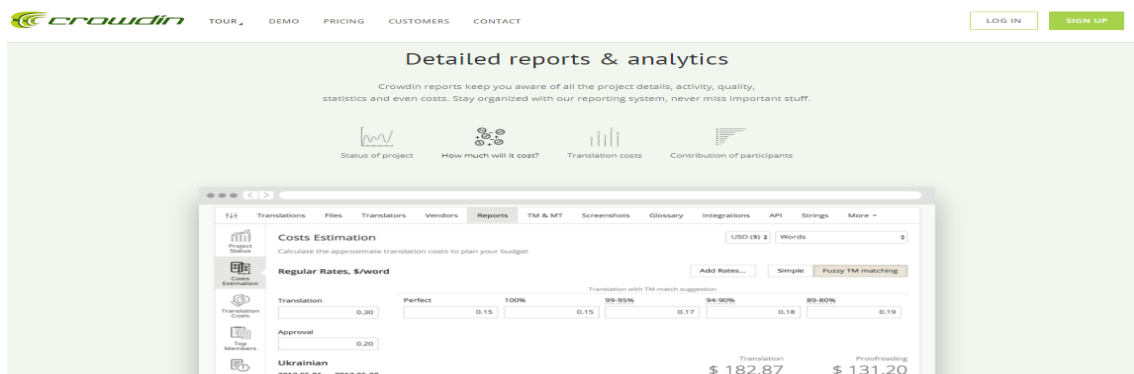 crowdin TOUR DEMO PRICING CUSTOMERS CONTACT LOG IN SIGN UP
Detailed reports & analytics
Crowdin reports keep you aware of all the project details, activity, quality,
statistics and even costs. Stay organized with our reporting system, never miss important stuff.
Status of project How much will it cost? Translation costs Contribution of participants
Translations Files Translators Vendors Reports TM & MT Screenshots Glossary Integrations API Strings More
Project
Status
Costs Estimation USD ($) Words
Calculate the approximate translation costs to plan your budget
Costs
Estimation
Regular Rates, $/word Add Rates... Simple Fuzzy TM matching
Translation with TM match suggestion
Translation Perfect 100% 99-95% 94-90% 89-80%
0.30 0.15 0.15 0.17 0.18 0.19
Translation
Costs
Approval
0.20
Top
Members
Ukrainian Translation Proofreading
$ 182.87 $ 131.20